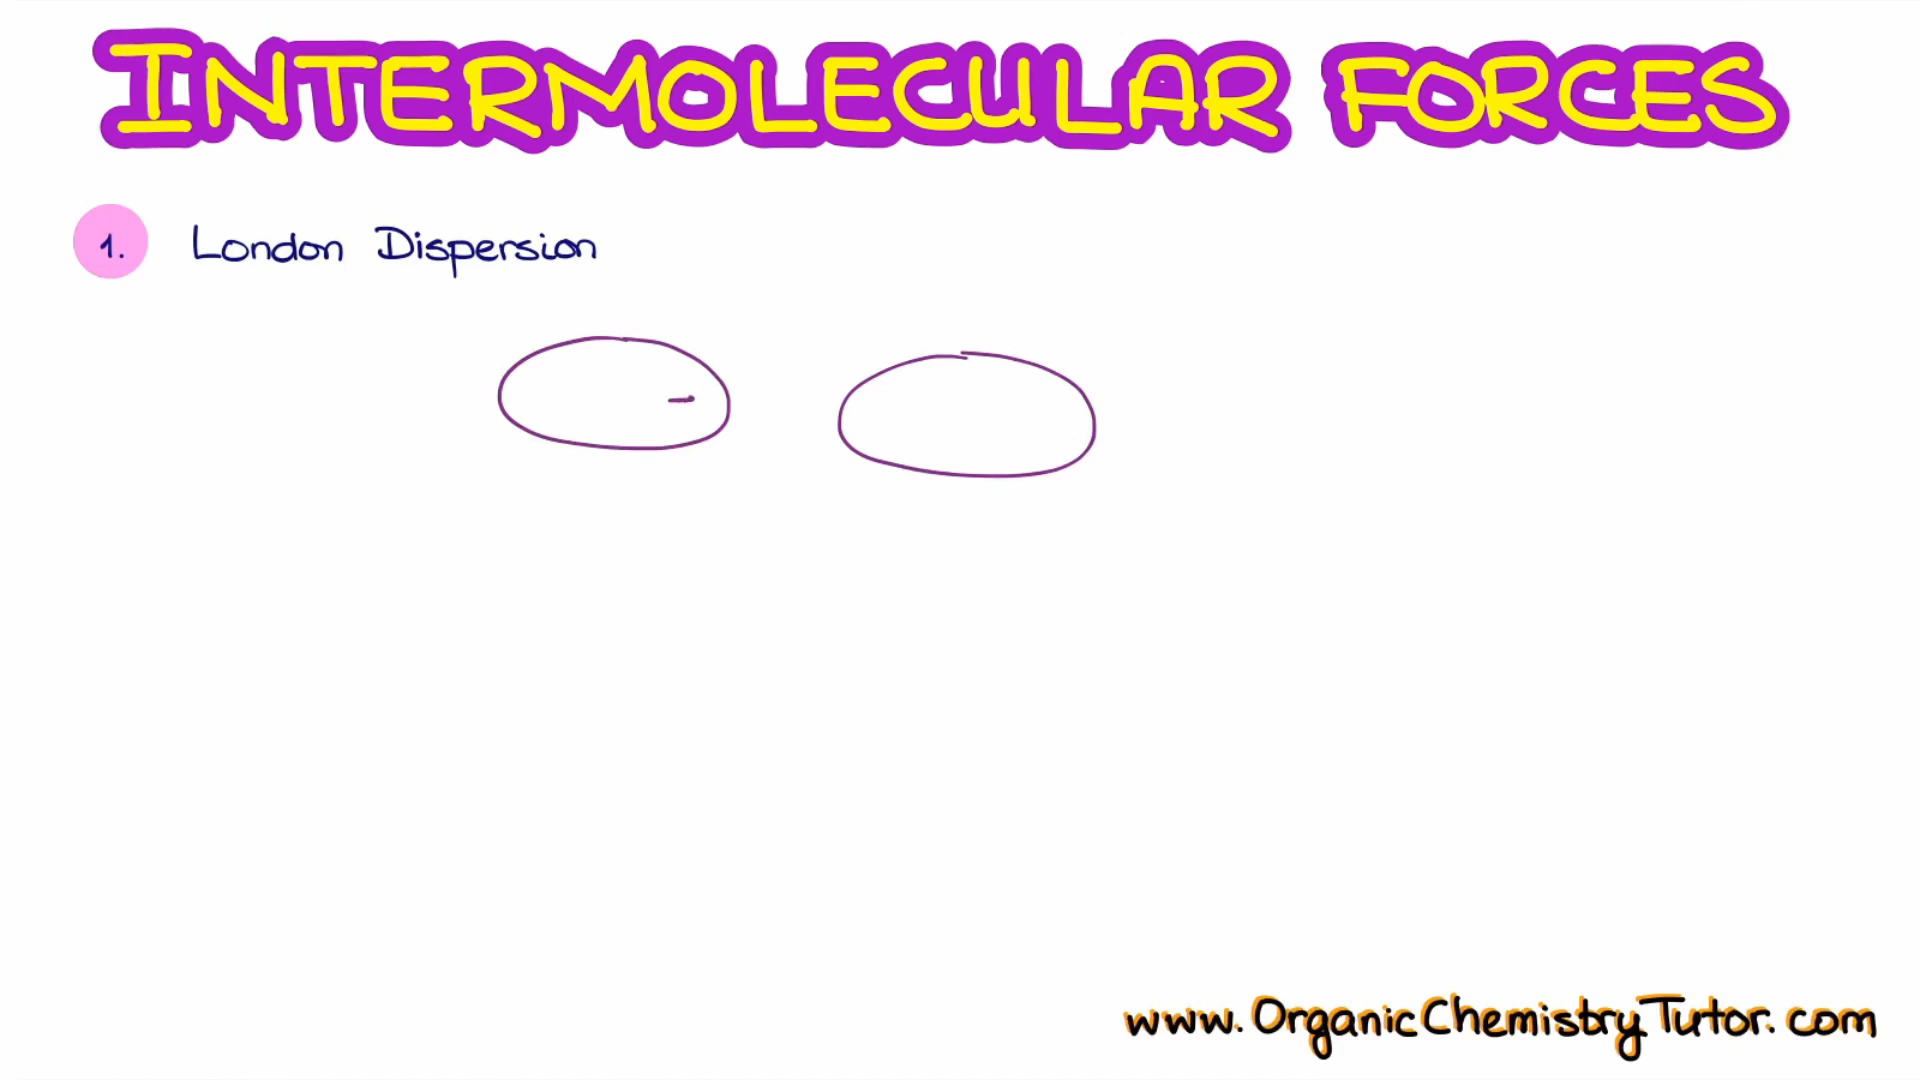 INTERMOLECULAR FORCES
1. London Dispersion
-
www.OrganicChemistryTutor.com